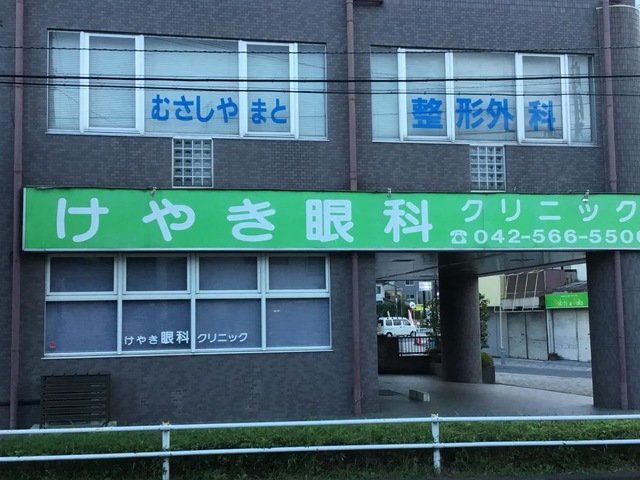 むさしやまと 整形外科
けやき眼科 クリニック
☎042-566-5500
けやき眼科クリニック